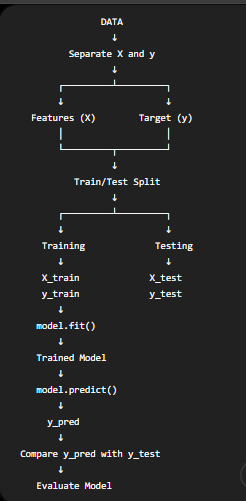 DATA
Separate X and y
Features (X) Target (y)
Train/Test Split
Training Testing
X_train X_test
y_train y_test
model.fit()
Trained Model
model.predict()
y_pred
Compare y_pred with y_test
Evaluate Model